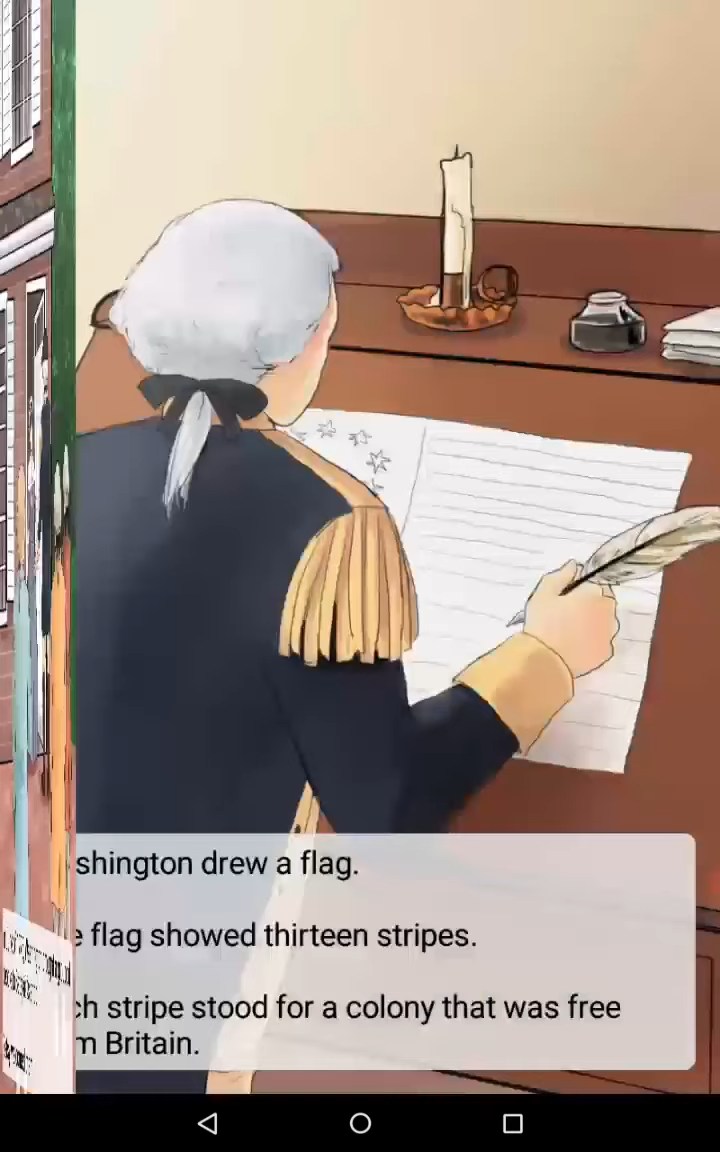 shington drew a flag.
e flag showed thirteen stripes.
ch stripe stood for a colony that was free
m Britain.